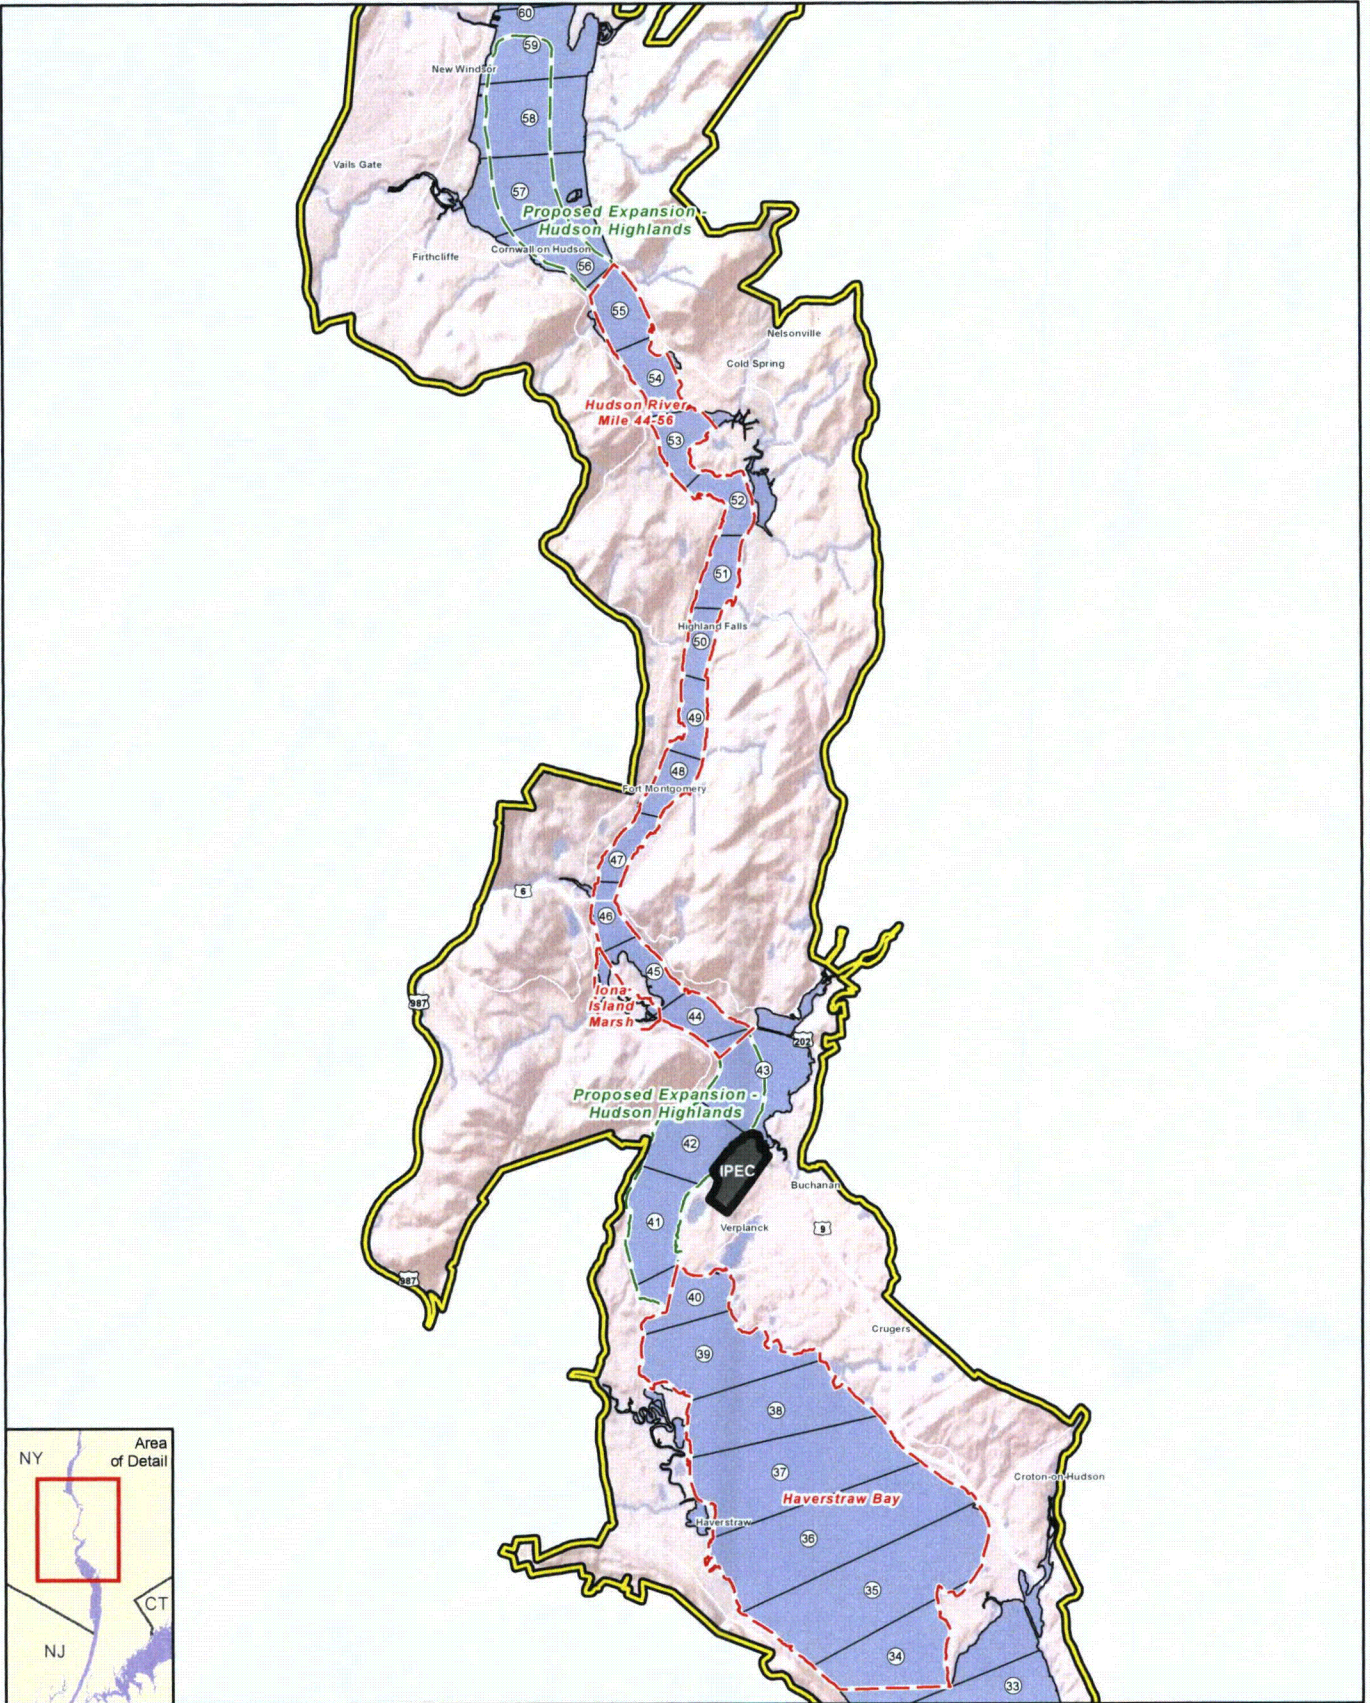 60
59
New Windsor
58
Vails Gate
57
Proposed Expansion -
Hudson Highlands
Cornwall on Hudson
Firthcliffe
56
55
Nelsonville
Cold Spring
54
Hudson River
Mile 44-56
53
52
51
Highland Falls
50
49
48
Fort Montgomery
47
6
46
45
Iona
Island
Marsh
987
44
202
43
Proposed Expansion -
Hudson Highlands
42
IPEC
Buchanan
41
Verplanck
9
987
40
Crugers
39
38
37
Croton-on-Hudson
Haverstraw Bay
Haverstraw
36
35
34
33
NY
Area
of Detail
CT
NJ